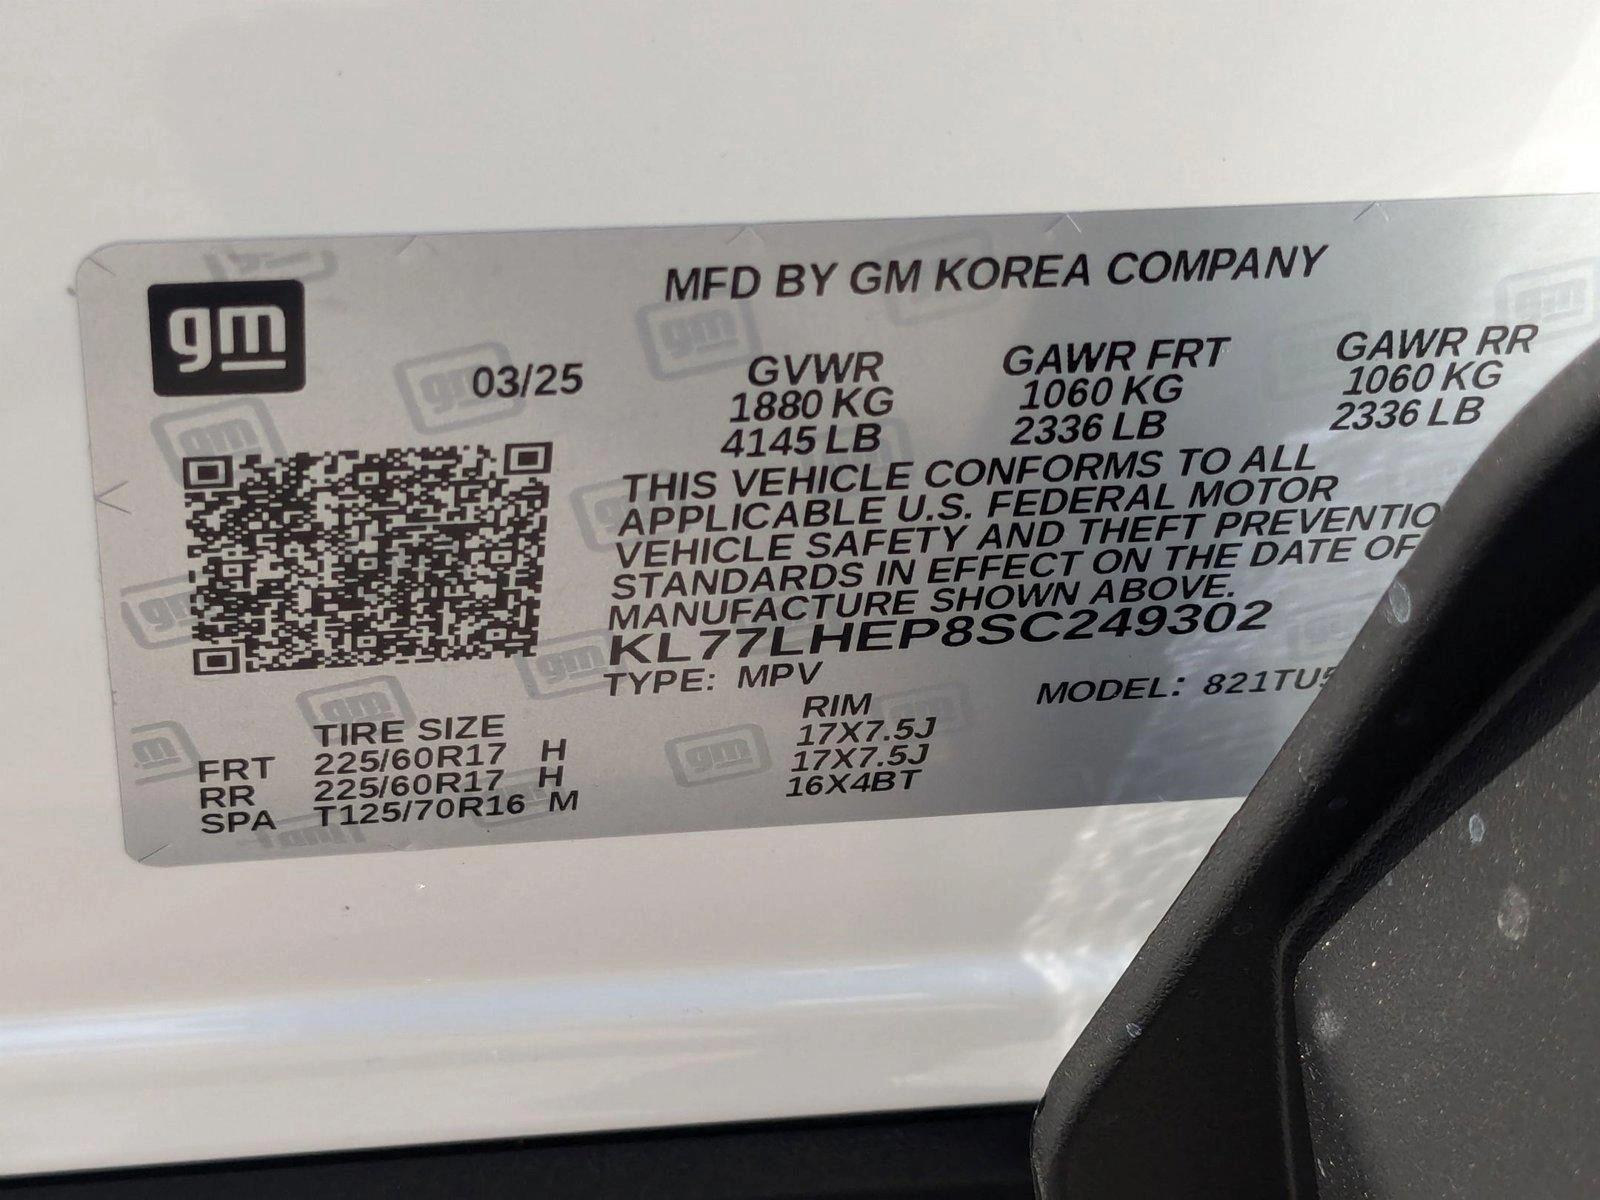 gm
MFD BY GM KOREA COMPANY
03/25
GVWR GAWR FRT GAWR RR
1880 KG 1060 KG 1060 KG
4145 LB 2336 LB 2336 LB
THIS VEHICLE CONFORMS TO ALL
APPLICABLE U.S. FEDERAL MOTOR
VEHICLE SAFETY AND THEFT PREVENTIO
STANDARDS IN EFFECT ON THE DATE OF
MANUFACTURE SHOWN ABOVE.
KL77LHEP8SC249302
TYPE: MPV MODEL: 821TU5
TIRE SIZE RIM
FRT 225/60R17 H 17X7.5J
RR 225/60R17 H 17X7.5J
SPA T125/70R16 M 16X4BT